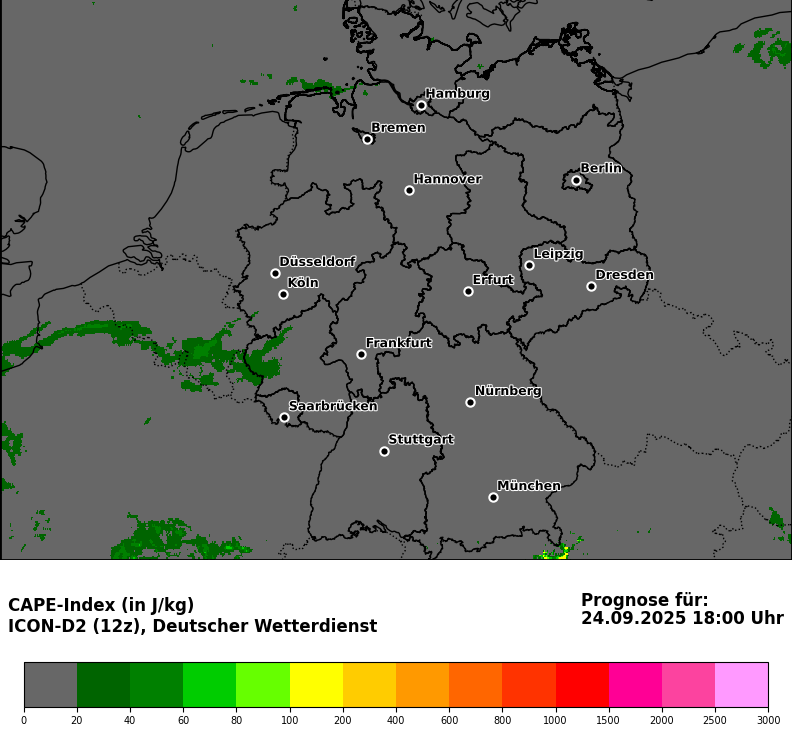 Hamburg
Bremen
Berlin
Hannover
Leipzig
Düsseldorf
Dresden
Köln
Erfurt
Frankfurt
Nürnberg
Saarbrücken
Stuttgart
München
CAPE-Index (in J/kg)
ICON-D2 (12z), Deutscher Wetterdienst
Prognose für:
24.09.2025 18:00 Uhr
0 20 40 60 80 100 200 400 600 800 1000 1500 2000 2500 3000